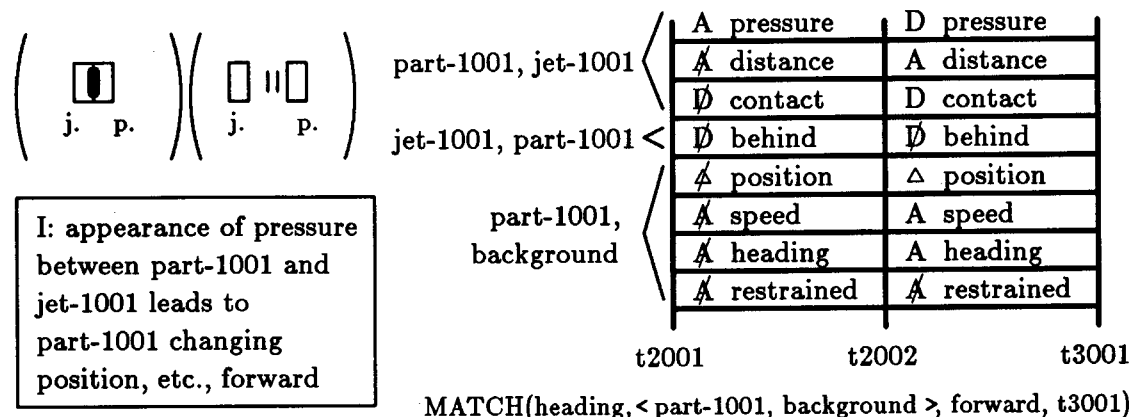 j. p. j. p.
I: appearance of pressure
between part-1001 and
jet-1001 leads to
part-1001 changing
position, etc., forward
part-1001, jet-1001
jet-1001, part-1001 <
part-1001,
background
A pressure D pressure
A̸ distance A distance
D̸ contact D contact
D̸ behind D̸ behind
△̸ position △ position
A̸ speed A speed
A̸ heading A heading
A̸ restrained A̸ restrained
t2001 t2002 t3001
MATCH(heading,< part-1001, background >, forward, t3001)